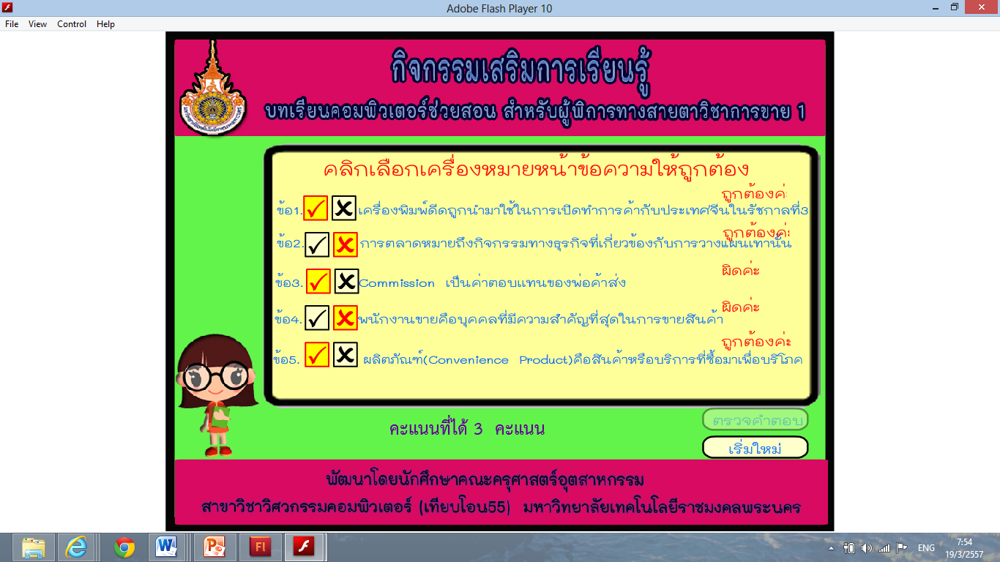 Adobe Flash Player 10
File View Control Help
กิจกรรมเสริมการเรียนรู้
บทเรียนคอมพิวเตอร์ช่วยสอน สำหรับผู้พิการทางสายตาวิชาการขาย 1
คลิกเลือกเครื่องหมายหน้าข้อความให้ถูกต้อง
ถูกต้องค่ะ
ข้อ1. เครื่องพิมพ์ดีดถูกนำมาใช้ในการเปิดทำการค้ากับประเทศจีนในรัชกาลที่3
ถูกต้องค่ะ
ข้อ2. การตลาดหมายถึงกิจกรรมทางธุรกิจที่เกี่ยวข้องกับการวางแผนเท่านั้น
ผิดค่ะ
ข้อ3. Commission เป็นค่าตอบแทนของพ่อค้าส่ง
ผิดค่ะ
ข้อ4. พนักงานขายคือบุคคลที่มีความสำคัญที่สุดในการขายสินค้า
ถูกต้องค่ะ
ข้อ5. ผลิตภัณฑ์(Convenience Product)คือสินค้าหรือบริการที่ซื้อมาเพื่อบริโภค
คะแนนที่ได้ 3 คะแนน
ตรวจคำตอบ
เริ่มใหม่
พัฒนาโดยนักศึกษาคณะครุศาสตร์อุตสาหกรรม
สาขาวิชาวิศวกรรมคอมพิวเตอร์ (เทียบโอน55) มหาวิทยาลัยเทคโนโลยีราชมงคลพระนคร
ENG
7:54
19/3/2557